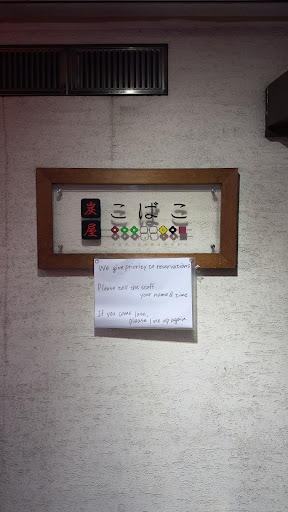 炭屋
こばこ
We give priority to reservations
Please tell the staff
your name & time
If you come late,
please line up again